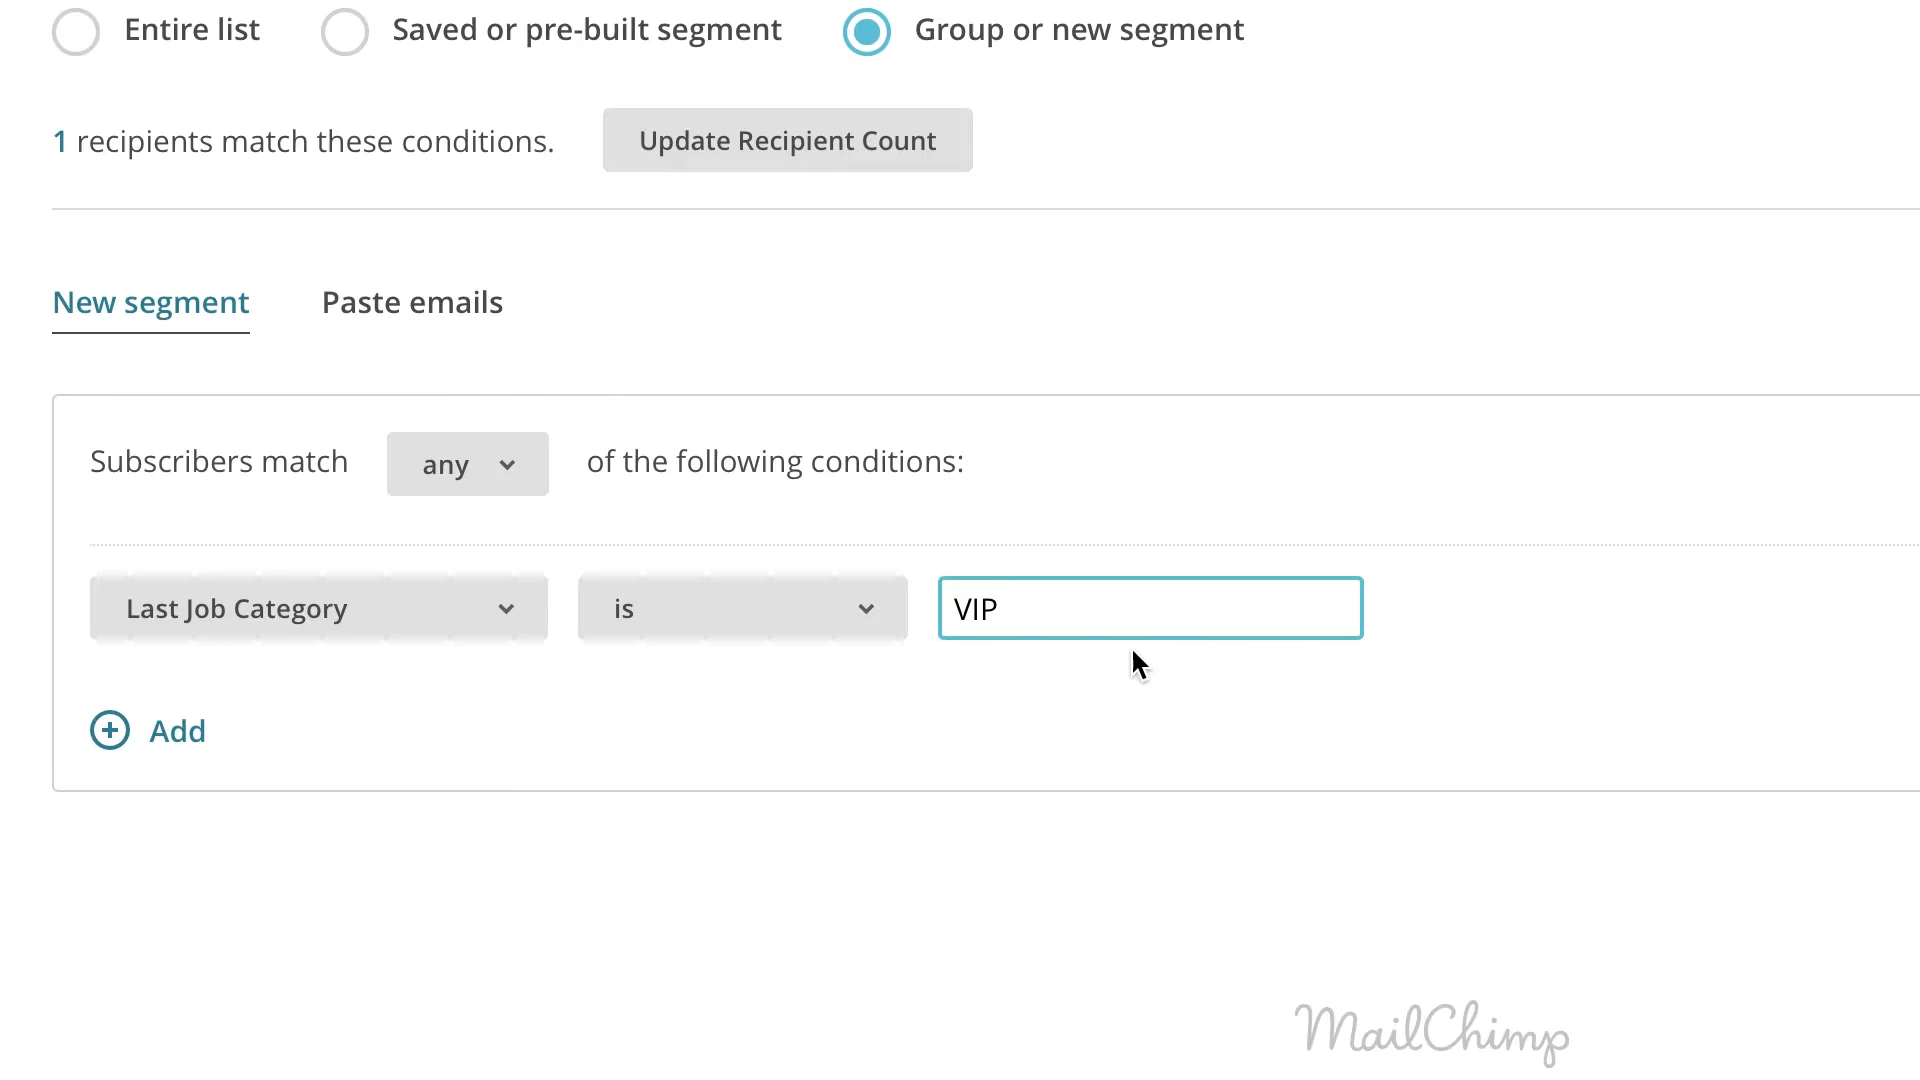 Entire list Saved or pre-built segment Group or new segment
1 recipients match these conditions. Update Recipient Count
New segment Paste emails
Subscribers match any of the following conditions:
Last Job Category is VIP
Add
MailChimp